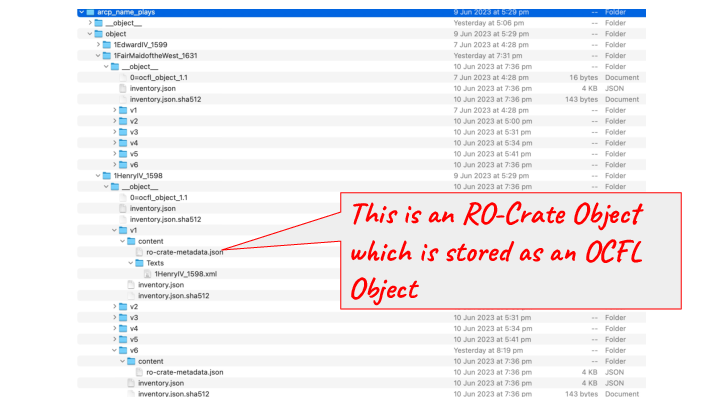 arcp_name_plays 9 Jun 2023 at 5:29 pm -- Folder
__object__ Yesterday at 5:06 pm -- Folder
object 9 Jun 2023 at 5:29 pm -- Folder
1EdwardIV_1599 7 Jun 2023 at 4:28 pm -- Folder
1FairMaidoftheWest_1631 Yesterday at 7:31 pm -- Folder
__object__ 10 Jun 2023 at 7:36 pm -- Folder
0=ocfl_object_1.1 7 Jun 2023 at 4:28 pm 16 bytes Document
inventory.json 10 Jun 2023 at 7:36 pm 4 KB JSON
inventory.json.sha512 10 Jun 2023 at 7:36 pm 143 bytes Document
v1 7 Jun 2023 at 4:28 pm -- Folder
v2 10 Jun 2023 at 5:00 pm -- Folder
v3 10 Jun 2023 at 5:31 pm -- Folder
v4 10 Jun 2023 at 5:34 pm -- Folder
v5 10 Jun 2023 at 5:41 pm -- Folder
v6 10 Jun 2023 at 7:36 pm -- Folder
1HenryIV_1598 9 Jun 2023 at 5:29 pm -- Folder
__object__ 10 Jun 2023 at 7:36 pm -- Folder
0=ocfl_object_1.1
inventory.json
inventory.json.sha512
v1
content
ro-crate-metadata.json
Texts
1HenryIV_1598.xml
inventory.json
inventory.json.sha512
This is an RO-Crate Object
which is stored as an OCFL
Object
v2
v3 10 Jun 2023 at 5:31 pm -- Folder
v4 10 Jun 2023 at 5:34 pm -- Folder
v5 10 Jun 2023 at 5:41 pm -- Folder
v6 Yesterday at 8:19 pm -- Folder
content 10 Jun 2023 at 7:36 pm -- Folder
ro-crate-metadata.json 10 Jun 2023 at 7:36 pm 4 KB JSON
inventory.json 10 Jun 2023 at 7:36 pm 4 KB JSON
inventory.json.sha512 10 Jun 2023 at 7:36 pm 143 bytes Document